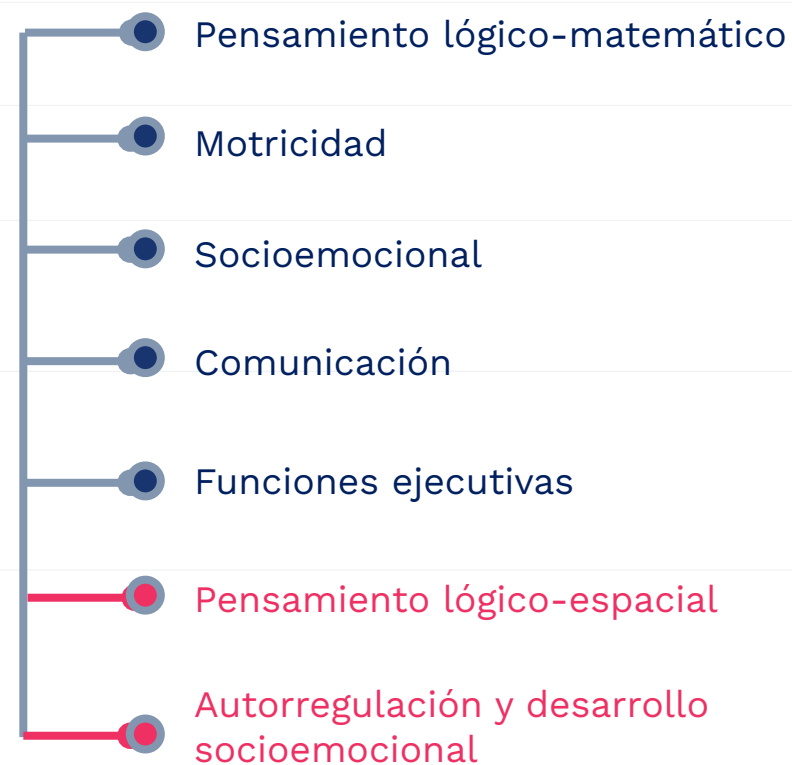 Pensamiento lógico-matemático
Motricidad
Socioemocional
Comunicación
Funciones ejecutivas
Pensamiento lógico-espacial
Autorregulación y desarrollo
socioemocional